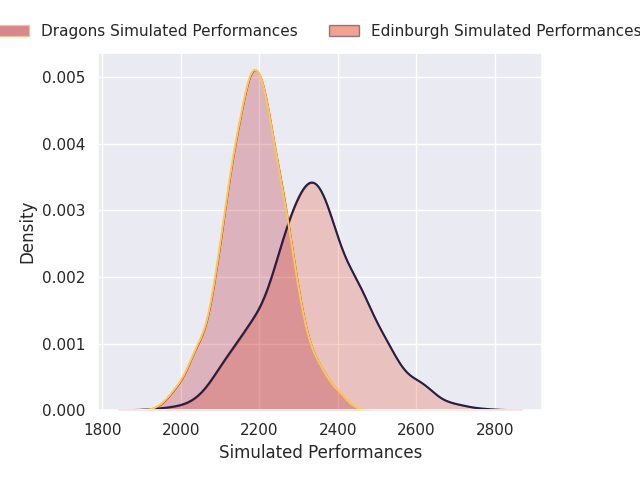 Dragons Simulated Performances
Edinburgh Simulated Performances
0.005
0.004
0.003
0.002
0.001
0.000
Density
1800 2000 2200 2400 2600 2800
Simulated Performances